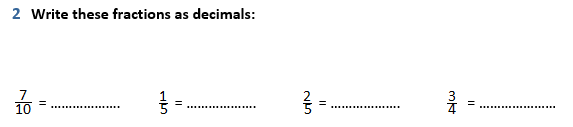 2 Write these fractions as decimals:
7/10 = .................... 1/5 = .................... 2/5 = .................... 3/4 = ......................